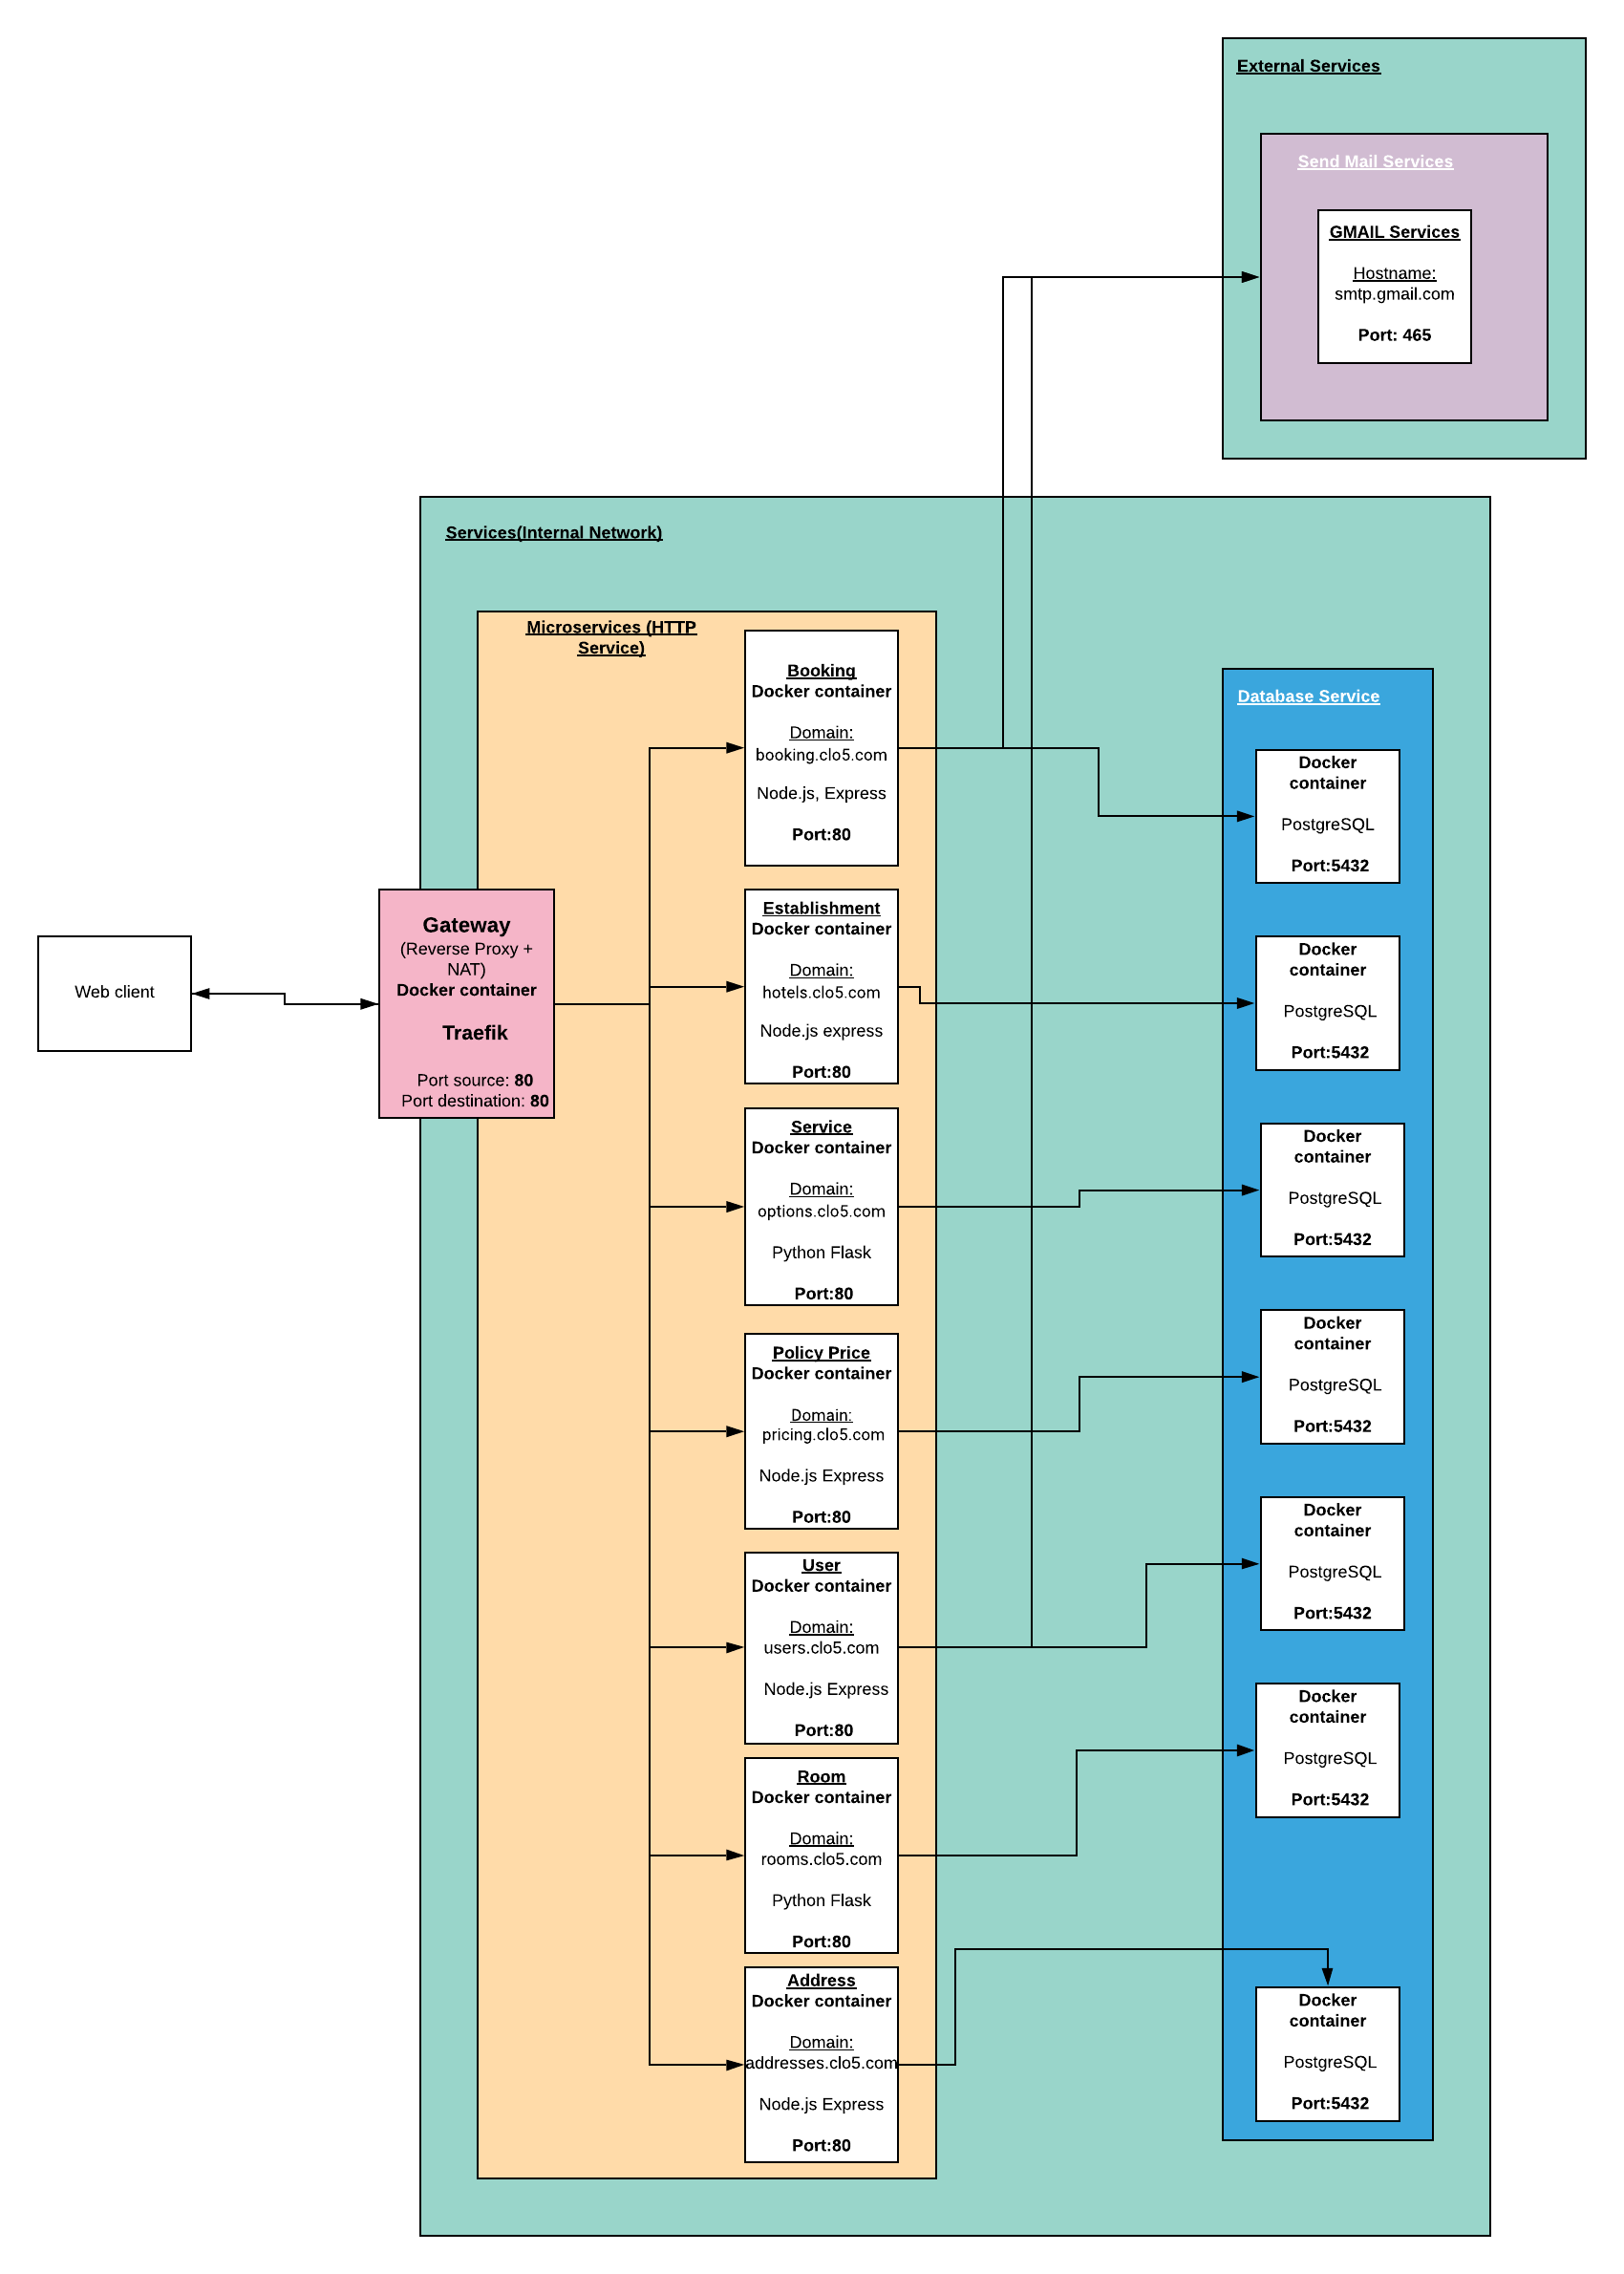 External Services
Send Mail Services
GMAIL Services
Hostname:
smtp.gmail.com
Port: 465
Services(Internal Network)
Microservices (HTTP
Service)
Booking
Docker container
Domain:
booking.clo5.com
Node.js, Express
Port:80
Database Service
Docker
container
PostgreSQL
Port:5432
Web client
Gateway
(Reverse Proxy +
NAT)
Docker container
Traefik
Port source: 80
Port destination: 80
Establishment
Docker container
Domain:
hotels.clo5.com
Node.js express
Port:80
Docker
container
PostgreSQL
Port:5432
Service
Docker container
Domain:
options.clo5.com
Python Flask
Port:80
Docker
container
PostgreSQL
Port:5432
Policy Price
Docker container
Domain:
pricing.clo5.com
Node.js Express
Port:80
Docker
container
PostgreSQL
Port:5432
User
Docker container
Domain:
users.clo5.com
Node.js Express
Port:80
Docker
container
PostgreSQL
Port:5432
Room
Docker container
Domain:
rooms.clo5.com
Python Flask
Port:80
Docker
container
PostgreSQL
Port:5432
Address
Docker container
Domain:
addresses.clo5.com
Node.js Express
Port:80
Docker
container
PostgreSQL
Port:5432